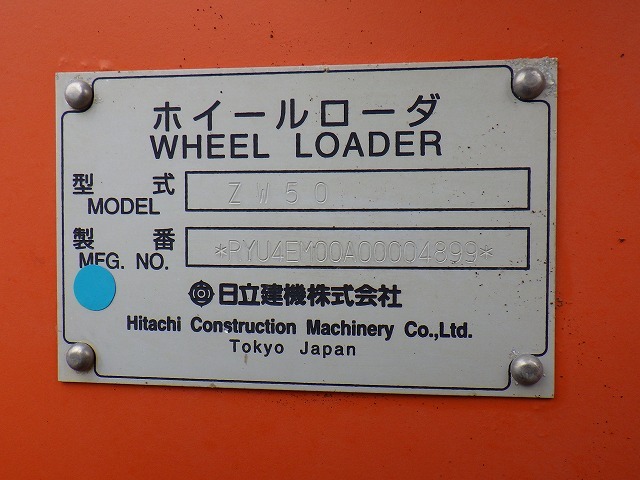 ホイールローダ
WHEEL LOADER
型式 ZW50
MODEL
製番 *RYU4EM00A00004899*
MFG. NO.
日立建機株式会社
Hitachi Construction Machinery Co.,Ltd.
Tokyo Japan